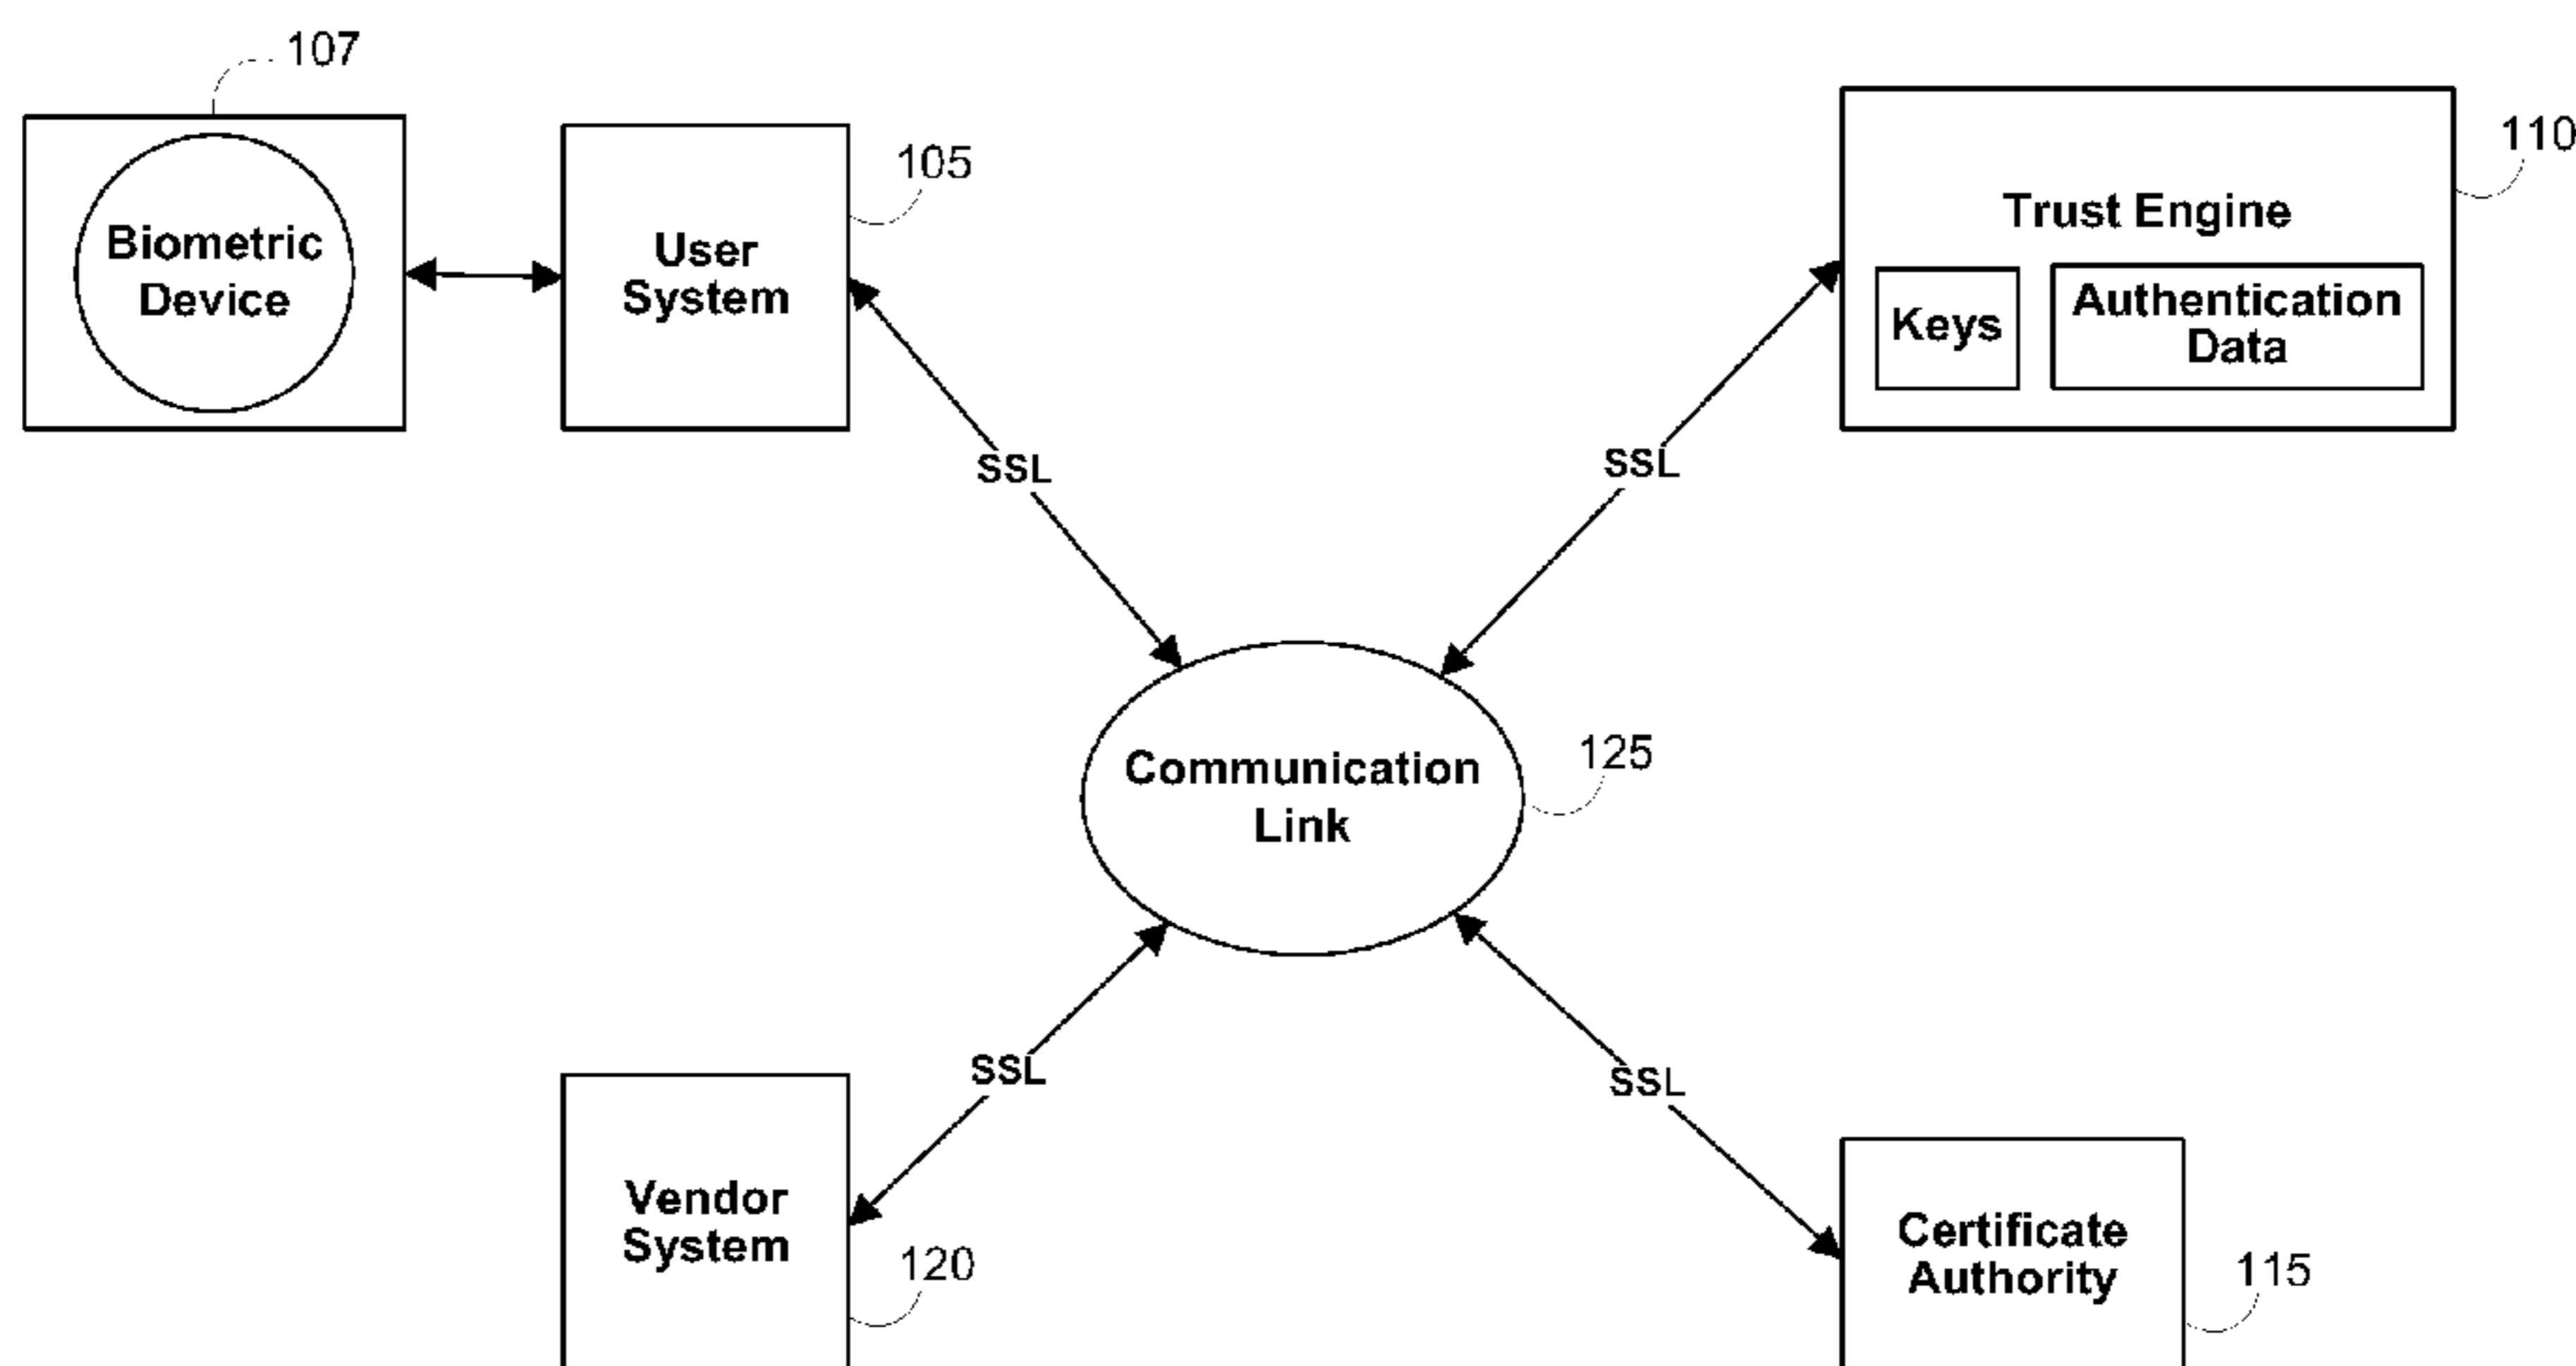 107
Biometric
Device
User
System
105
Trust Engine
110
Keys
Authentication
Data
SSL
SSL
Communication
Link
125
SSL
SSL
Vendor
System
120
Certificate
Authority
115